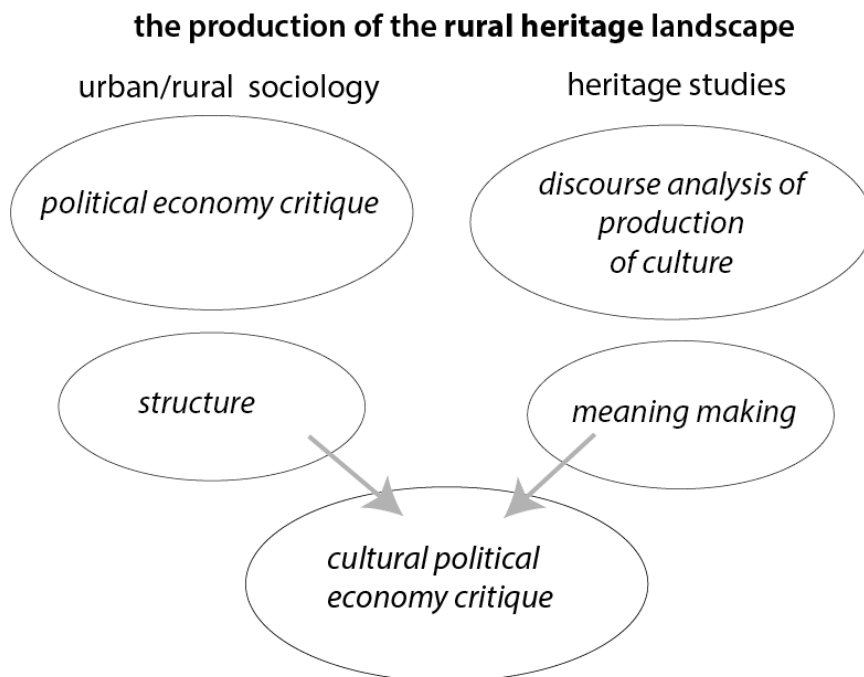 the production of the rural heritage landscape
urban/rural sociology
heritage studies
political economy critique
discourse analysis of
production
of culture
structure
meaning making
cultural political
economy critique